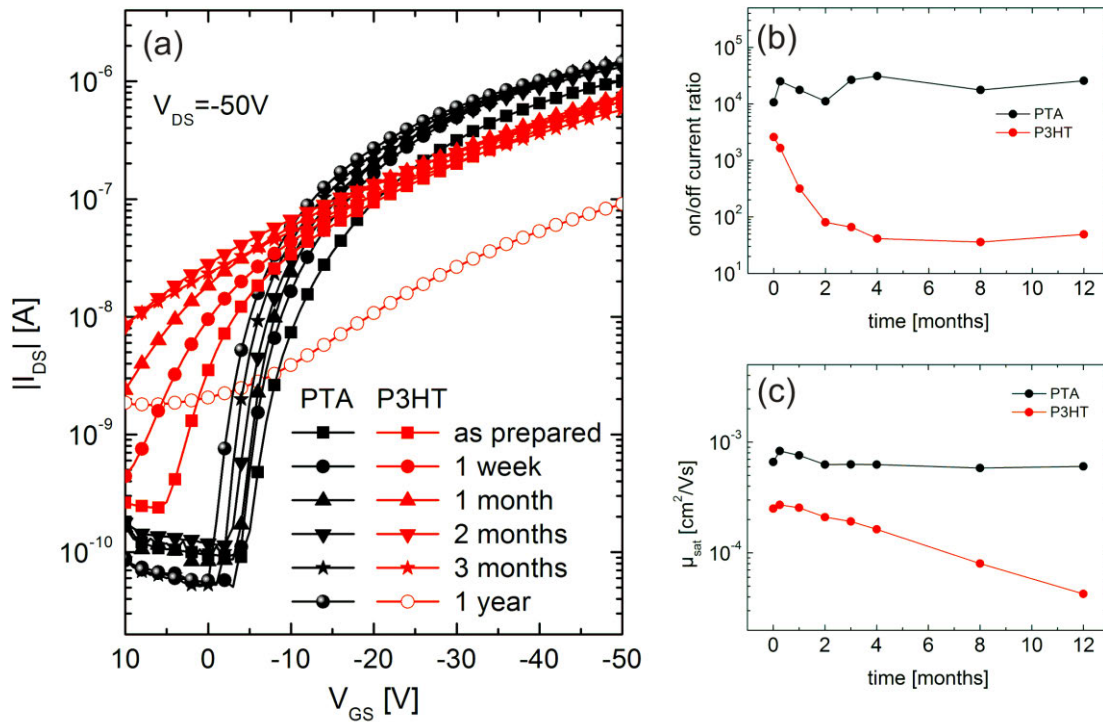 (a)
V_DS=-50V
|I_DS| [A]
10^-6
10^-7
10^-8
10^-9
10^-10
PTA P3HT
as prepared
1 week
1 month
2 months
3 months
1 year
10 0 -10 -20 -30 -40 -50
V_GS [V]
(b)
on/off current ratio
10^5
10^4
10^3
10^2
10^1
PTA
P3HT
0 2 4 6 8 10 12
time [months]
(c)
μ_sat [cm^2/Vs]
10^-3
10^-4
PTA
P3HT
0 2 4 6 8 10 12
time [months]